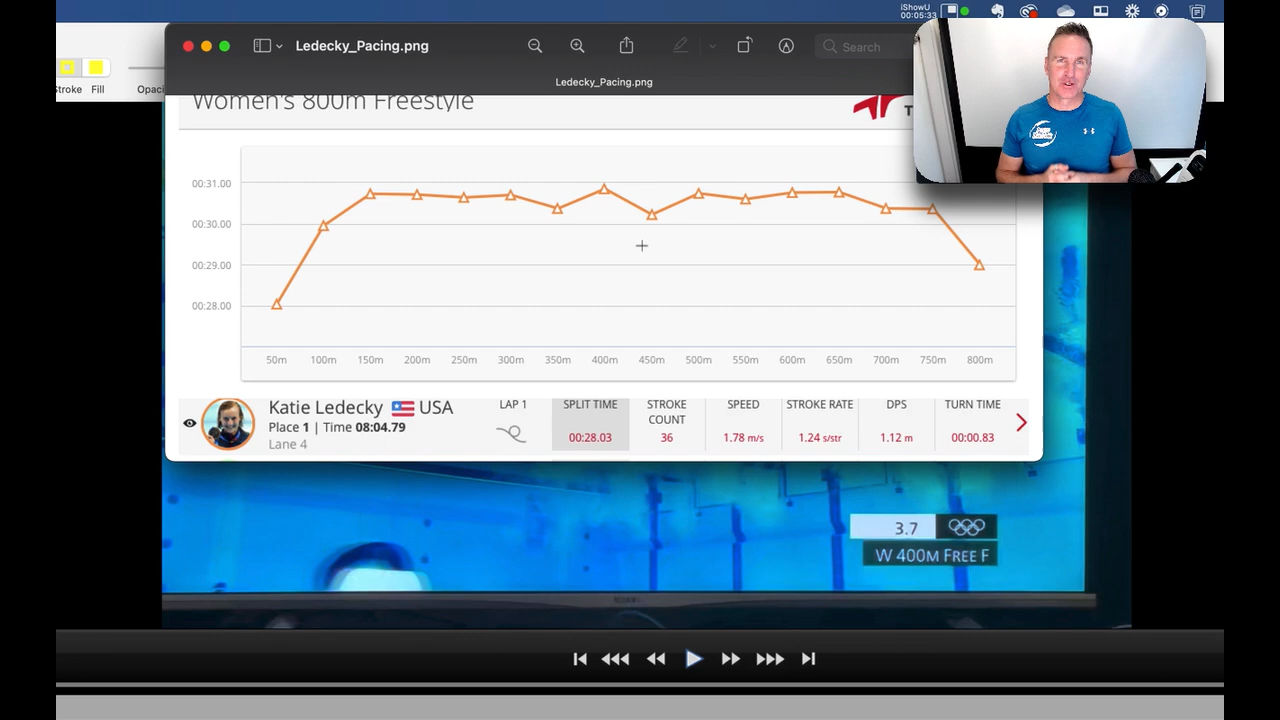 iShowU
00:05:33
Ledecky_Pacing.png
Search
Stroke Fill Opaci
Ledecky_Pacing.png
Women's 800m Freestyle
T
00:31.00
00:30.00
00:29.00
00:28.00
50m 100m 150m 200m 250m 300m 350m 400m 450m 500m 550m 600m 650m 700m 750m 800m
Katie Ledecky USA
Place 1 | Time 08:04.79
Lane 4
LAP 1
SPLIT TIME
00:28.03
STROKE
COUNT
36
SPEED
1.78 m/s
STROKE RATE
1.24 s/str
DPS
1.12 m
TURN TIME
00:00.83
3.7
W 400M FREE F